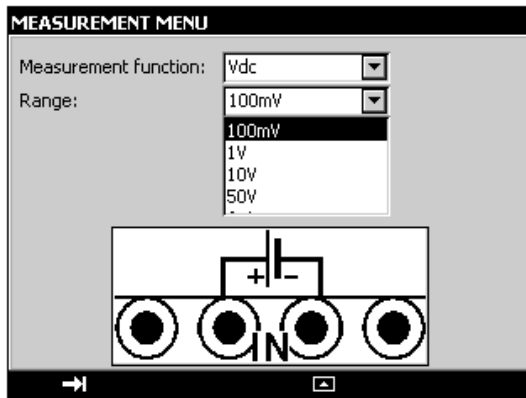 MEASUREMENT MENU
Measurement function: Vdc
Range: 100mV
100mV
1V
10V
50V
+ -
IN